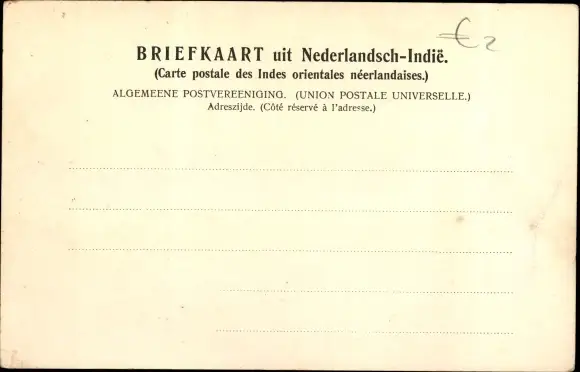 € 2
BRIEFKAART uit Nederlandsch-Indië.
(Carte postale des Indes orientales néerlandaises.)
ALGEMEENE POSTVEREENIGING. (UNION POSTALE UNIVERSELLE.)
Adreszijde. (Côté réservé à l'adresse.)